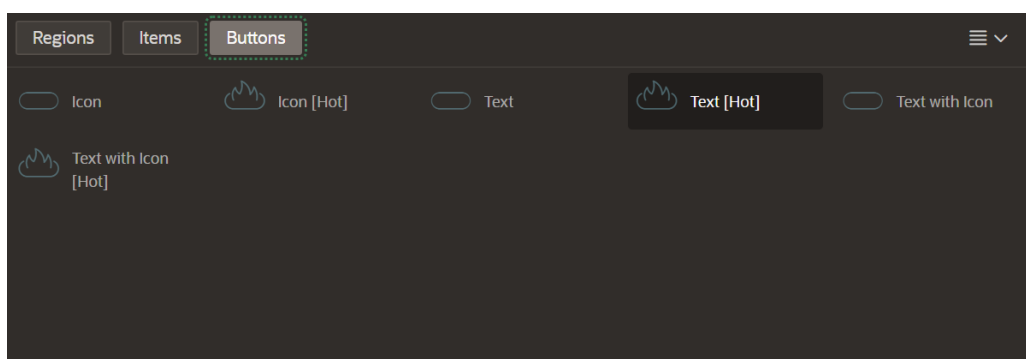 Regions Items Buttons
Icon Icon [Hot] Text Text [Hot] Text with Icon
Text with Icon
[Hot]